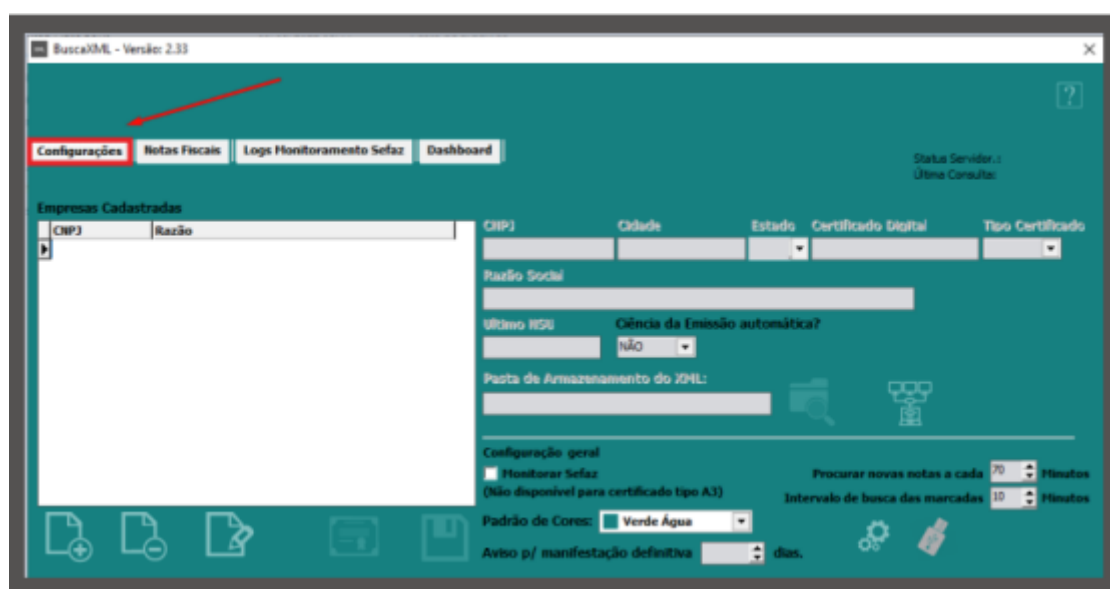 BuscaXML - Versão: 2.33
?
Configurações Notas Fiscais Logs Monitoramento Sefaz Dashboard
Status Servidor.:
Última Consulta:
Empresas Cadastradas
CNPJ Razão
CNPJ Cidade Estado Certificado Digital Tipo Certificado
Razão Social
Ultimo NSU Ciência da Emissão automática?
NÃO
Pasta de Armazenamento do XML:
Configuração geral
Monitorar Sefaz Procurar novas notas a cada 70 Minutos
(Não disponível para certificado tipo A3) Intervalo de busca das marcadas 10 Minutos
Padrão de Cores: Verde Água
Aviso p/ manifestação definitiva dias.